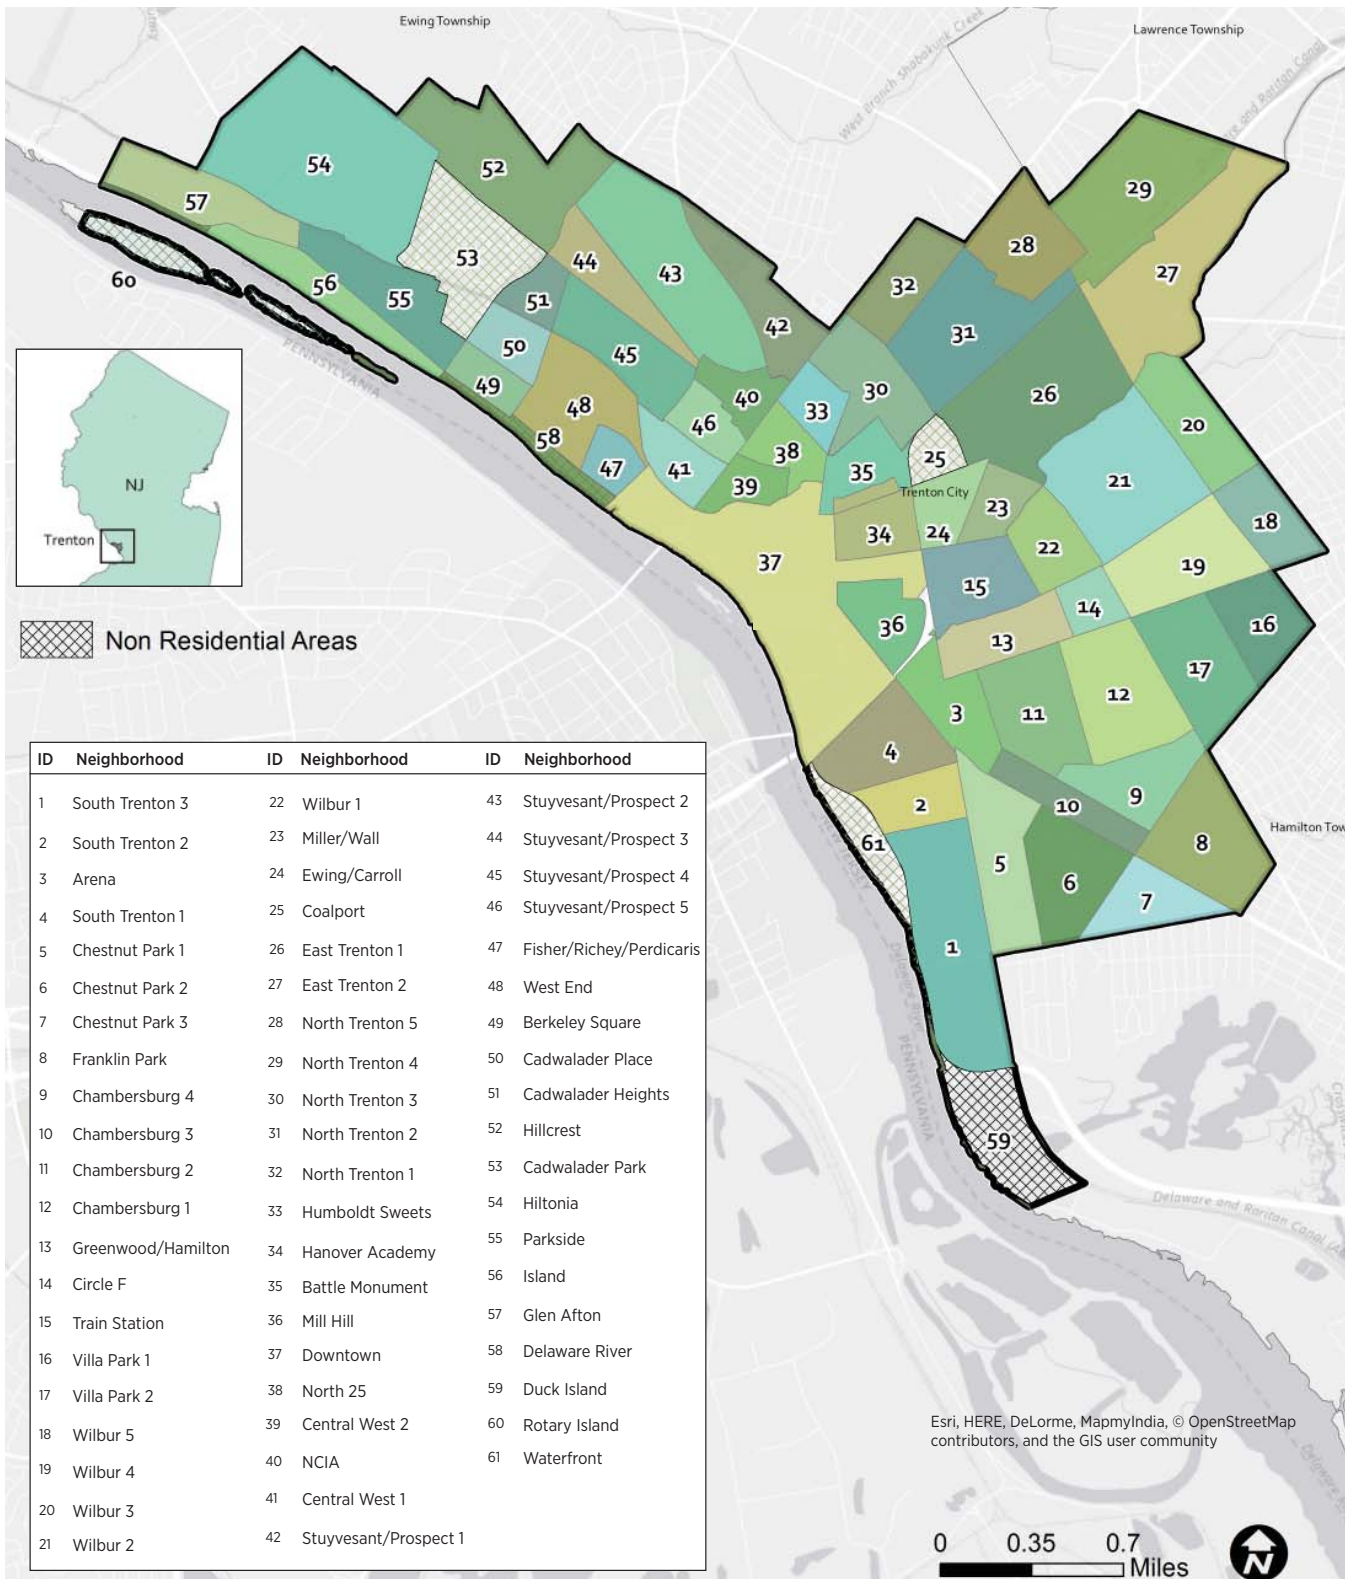 Ewing Township
Lawrence Township
West Branch Shabakunk Creek
54
52
57
53
44
43
29
28
27
32
60
56
55
51
42
31
50
45
49
40
30
26
48
46
33
20
58
47
41
38
39
35
25
21
Trenton City
23
18
34
24
22
37
15
19
14
36
13
16
17
12
3
11
4
2
10
9
61
5
6
8
7
1
59
PENNSYLVANIA
NJ
Trenton
Non Residential Areas
Hamilton Tow
PENNSYLVANIA
Delaware and Raritan Canal
ID Neighborhood ID Neighborhood ID Neighborhood
1 South Trenton 3 22 Wilbur 1 43 Stuyvesant/Prospect 2
2 South Trenton 2 23 Miller/Wall 44 Stuyvesant/Prospect 3
3 Arena 24 Ewing/Carroll 45 Stuyvesant/Prospect 4
4 South Trenton 1 25 Coalport 46 Stuyvesant/Prospect 5
5 Chestnut Park 1 26 East Trenton 1 47 Fisher/Richey/Perdicaris
6 Chestnut Park 2 27 East Trenton 2 48 West End
7 Chestnut Park 3 28 North Trenton 5 49 Berkeley Square
8 Franklin Park 29 North Trenton 4 50 Cadwalader Place
9 Chambersburg 4 30 North Trenton 3 51 Cadwalader Heights
10 Chambersburg 3 31 North Trenton 2 52 Hillcrest
11 Chambersburg 2 32 North Trenton 1 53 Cadwalader Park
12 Chambersburg 1 33 Humboldt Sweets 54 Hiltonia
13 Greenwood/Hamilton 34 Hanover Academy 55 Parkside
14 Circle F 35 Battle Monument 56 Island
15 Train Station 36 Mill Hill 57 Glen Afton
16 Villa Park 1 37 Downtown 58 Delaware River
17 Villa Park 2 38 North 25 59 Duck Island
18 Wilbur 5 39 Central West 2 60 Rotary Island
19 Wilbur 4 40 NCIA 61 Waterfront
20 Wilbur 3 41 Central West 1
21 Wilbur 2 42 Stuyvesant/Prospect 1
Esri, HERE, DeLorme, MapmyIndia, © OpenStreetMap
contributors, and the GIS user community
0 0.35 0.7
Miles
N